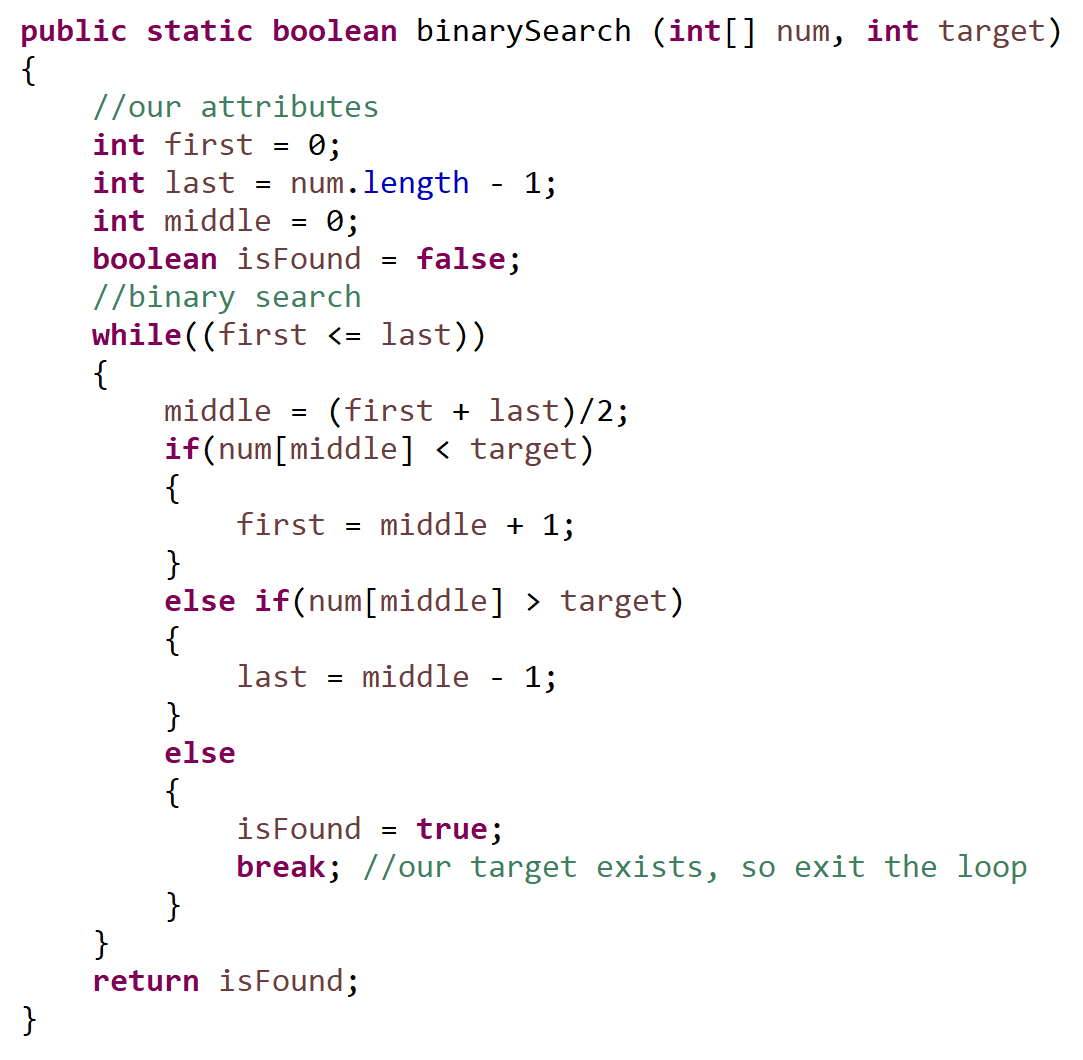 public static boolean binarySearch (int[] num, int target)
{
    //our attributes
    int first = 0;
    int last = num.length - 1;
    int middle = 0;
    boolean isFound = false;
    //binary search
    while((first <= last))
    {
        middle = (first + last)/2;
        if(num[middle] < target)
        {
            first = middle + 1;
        }
        else if(num[middle] > target)
        {
            last = middle - 1;
        }
        else
        {
            isFound = true;
            break; //our target exists, so exit the loop
        }
    }
    return isFound;
}